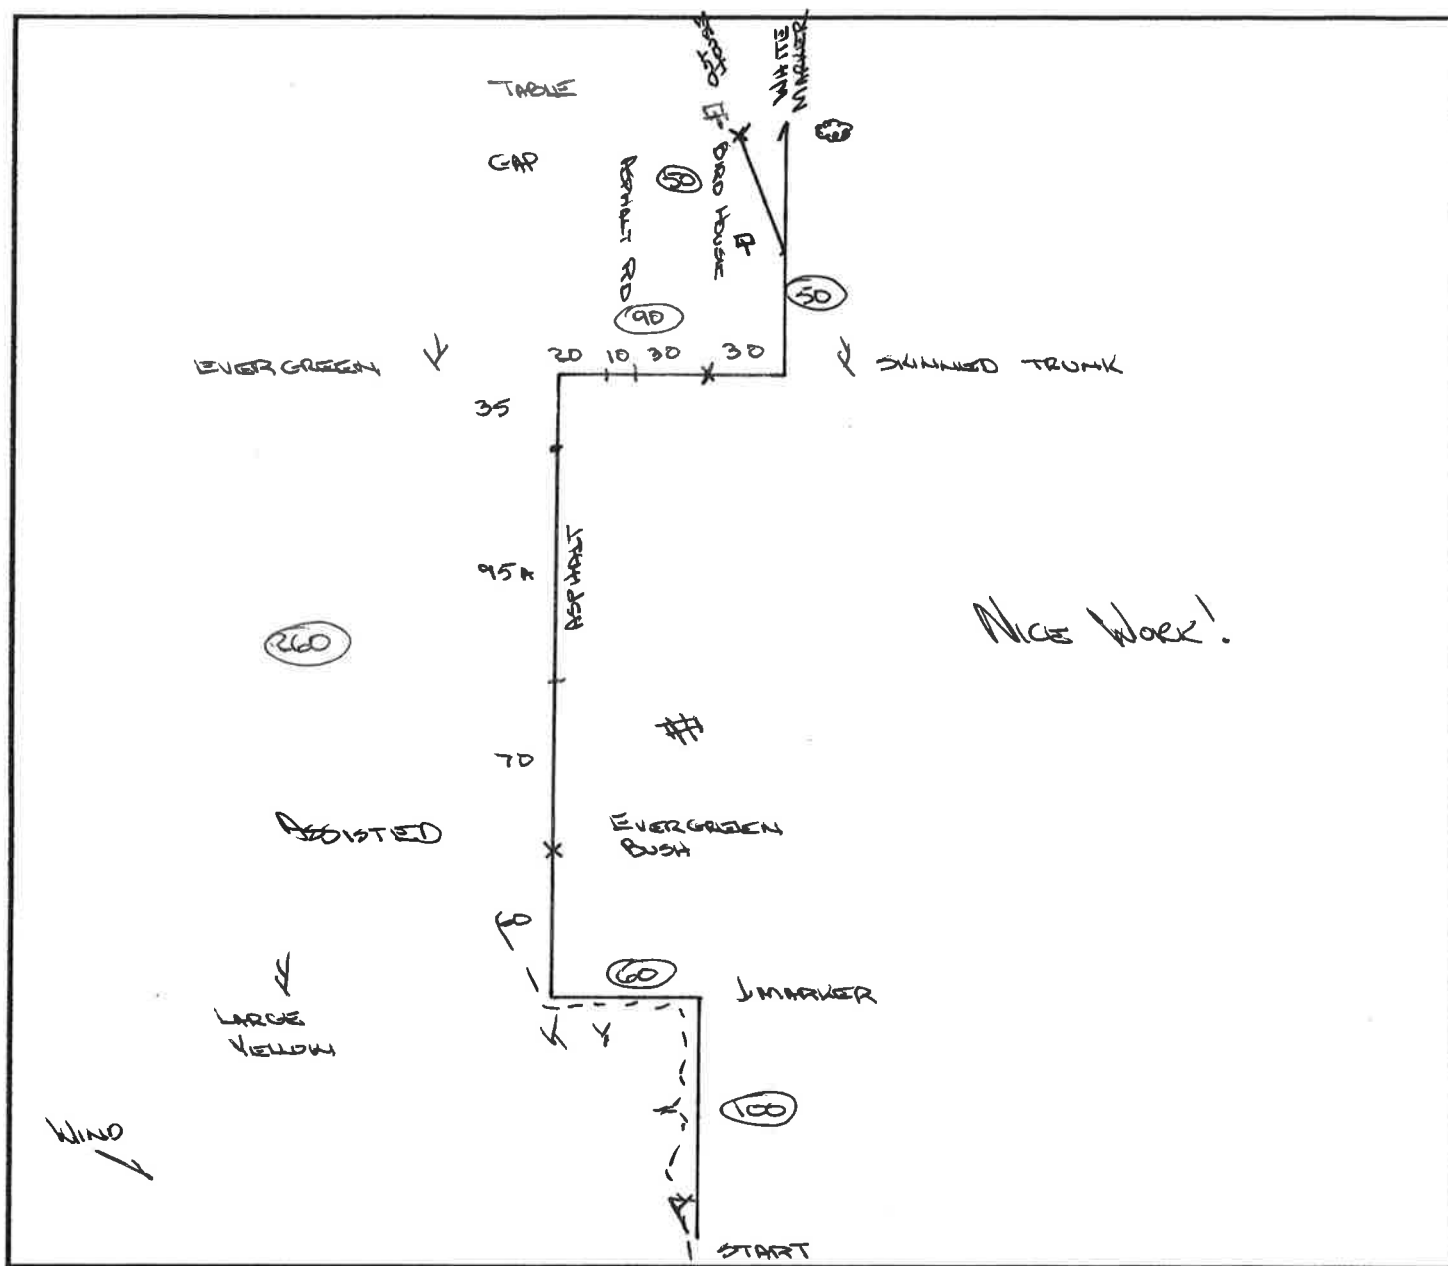 TABLE
GAP
WHITE
MARKER
50
BIRD HOUSE
ASPHALT RD
50
90
20 10 30 30
EVERGREEN
SKINNED TRUNK
35
95A
ASPHALT
260
NICE WORK!
70
ASSISTED
EVERGREEN
BUSH
60
60
MARKER
LARGE
YELLOW
100
WIND
START